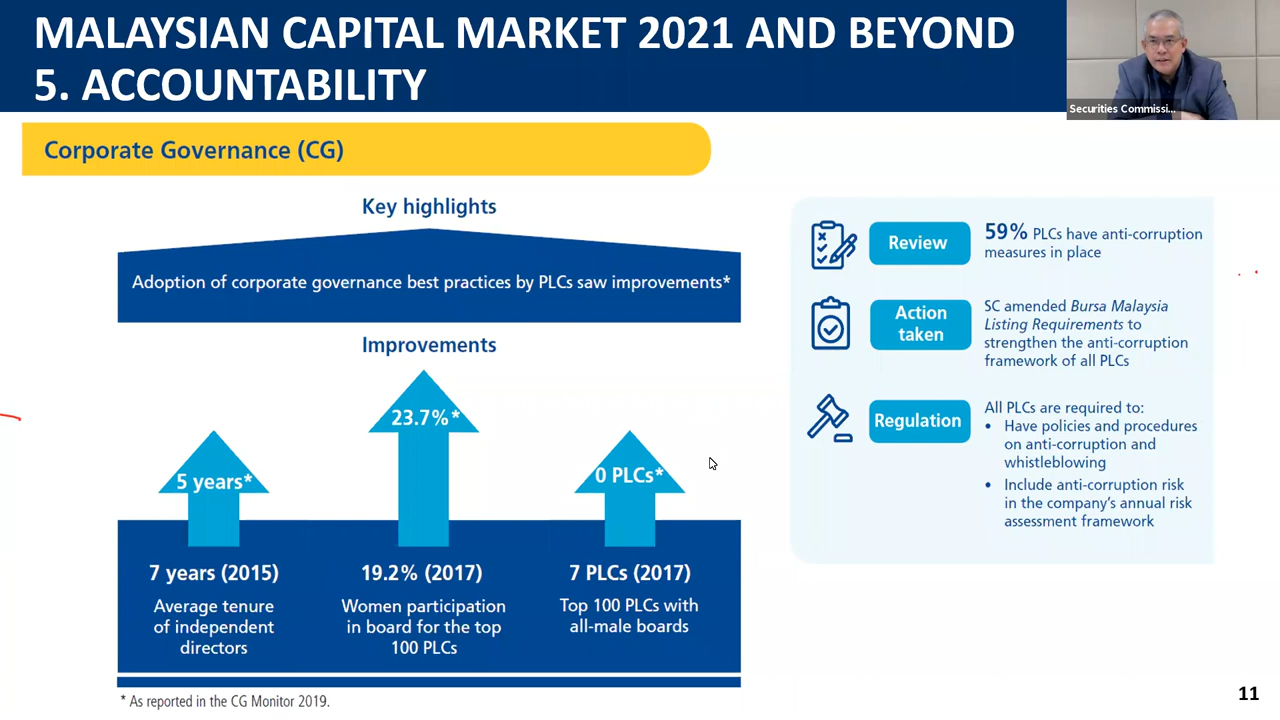 MALAYSIAN CAPITAL MARKET 2021 AND BEYOND
5. ACCOUNTABILITY
Securities Commissi...
Corporate Governance (CG)
Key highlights
Adoption of corporate governance best practices by PLCs saw improvements*
Improvements
5 years*
23.7%*
0 PLCs*
7 years (2015)
Average tenure
of independent
directors
19.2% (2017)
Women participation
in board for the top
100 PLCs
7 PLCs (2017)
Top 100 PLCs with
all-male boards
* As reported in the CG Monitor 2019.
Review
59% PLCs have anti-corruption
measures in place
Action
taken
SC amended Bursa Malaysia
Listing Requirements to
strengthen the anti-corruption
framework of all PLCs
Regulation
All PLCs are required to:
• Have policies and procedures
on anti-corruption and
whistleblowing
• Include anti-corruption risk
in the company's annual risk
assessment framework
11